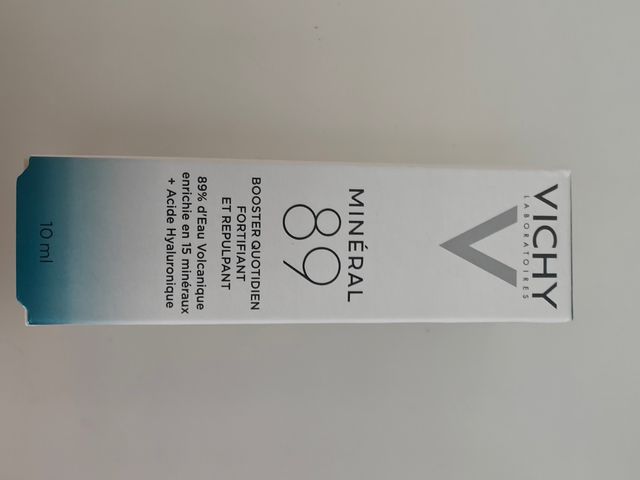 VICHY
LABORATOIRES
MINÉRAL
89
BOOSTER QUOTIDIEN
FORTIFIANT
ET REPULPANT
89% d'Eau Volcanique
enrichie en 15 minéraux
+ Acide Hyaluronique
10 ml